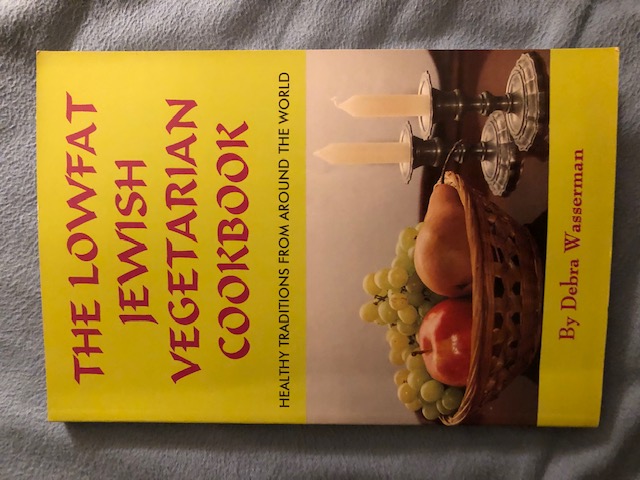 THE LOWFAT
JEWISH
VEGETARIAN
COOKBOOK
HEALTHY TRADITIONS FROM AROUND THE WORLD
By Debra Wasserman